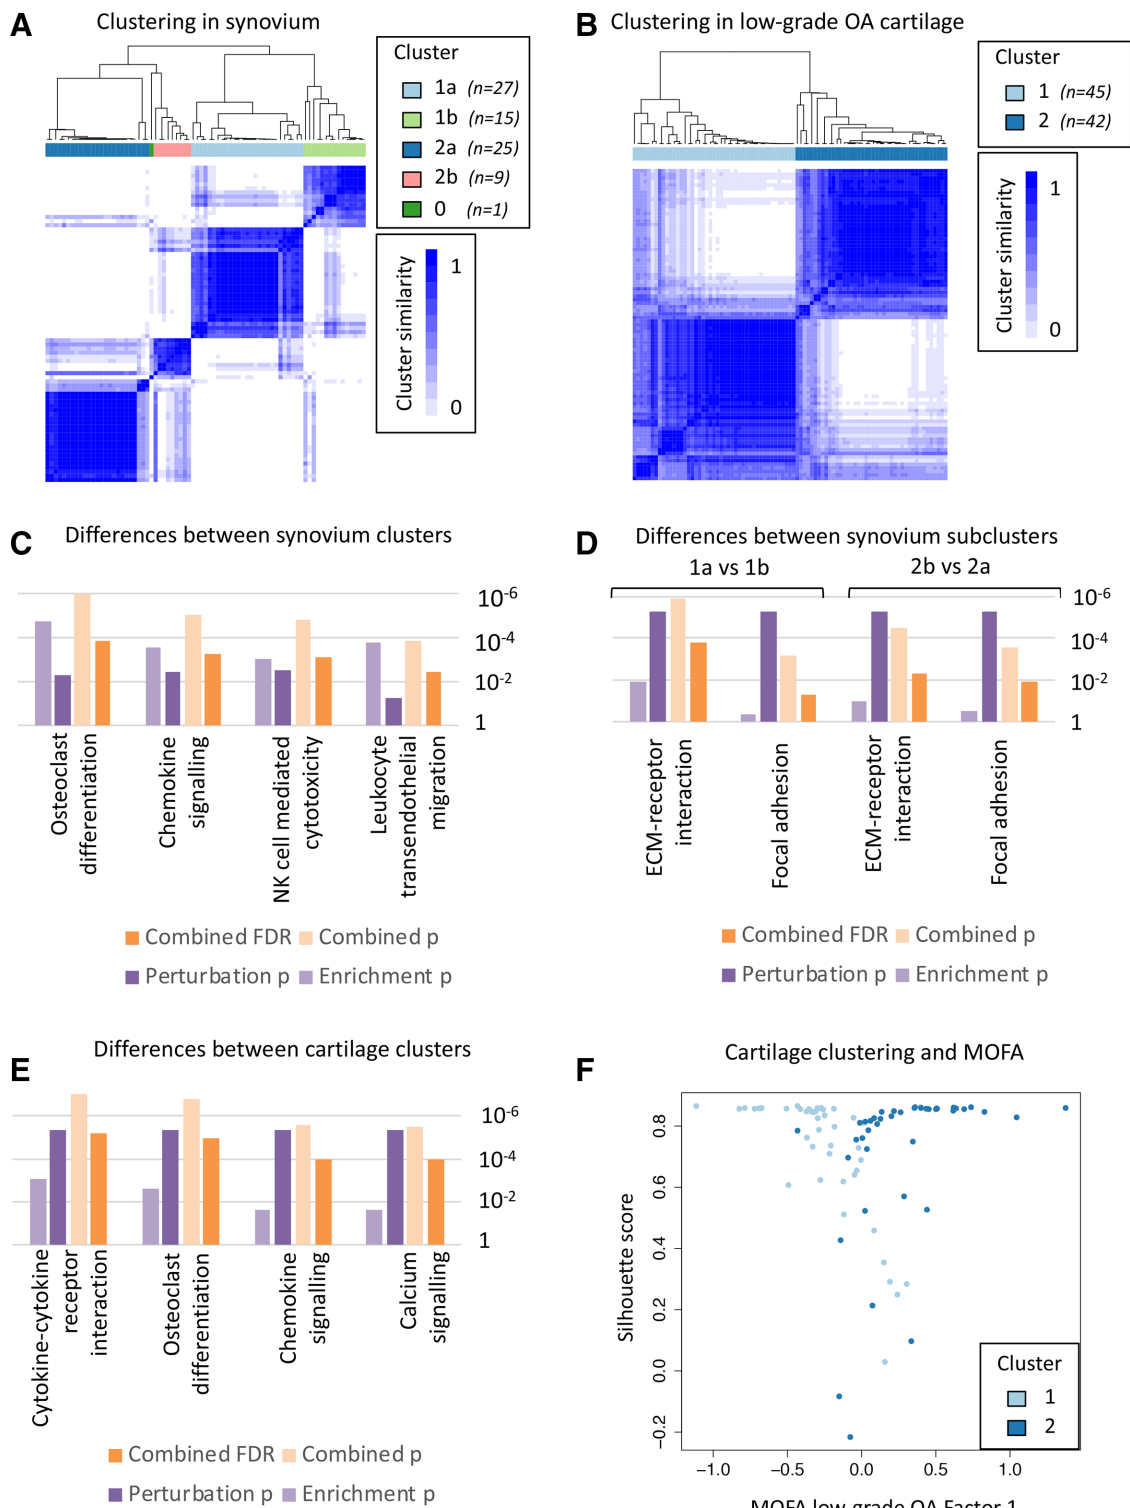 A
Clustering in synovium
Cluster
1a (n=27)
1b (n=15)
2a (n=25)
2b (n=9)
0 (n=1)
Cluster similarity
1
0
B
Clustering in low-grade OA cartilage
Cluster
1 (n=45)
2 (n=42)
Cluster similarity
1
0
C
Differences between synovium clusters
10-6
10-4
10-2
1
Osteoclast
differentiation
Chemokine
signalling
NK cell mediated
cytotoxicity
Leukocyte
transendothelial
migration
Combined FDR
Combined p
Perturbation p
Enrichment p
D
Differences between synovium subclusters
1a vs 1b
2b vs 2a
10-6
10-4
10-2
1
ECM-receptor
interaction
Focal adhesion
ECM-receptor
interaction
Focal adhesion
Combined FDR
Combined p
Perturbation p
Enrichment p
E
Differences between cartilage clusters
10-6
10-4
10-2
1
Cytokine-cytokine
receptor
interaction
Osteoclast
differentiation
Chemokine
signalling
Calcium
signalling
Combined FDR
Combined p
Perturbation p
Enrichment p
F
Cartilage clustering and MOFA
Silhouette score
0.8
0.6
0.4
0.2
0.0
−0.2
Cluster
1
2
−1.0
−0.5
0.0
0.5
1.0
MOFA low-grade OA Factor 1